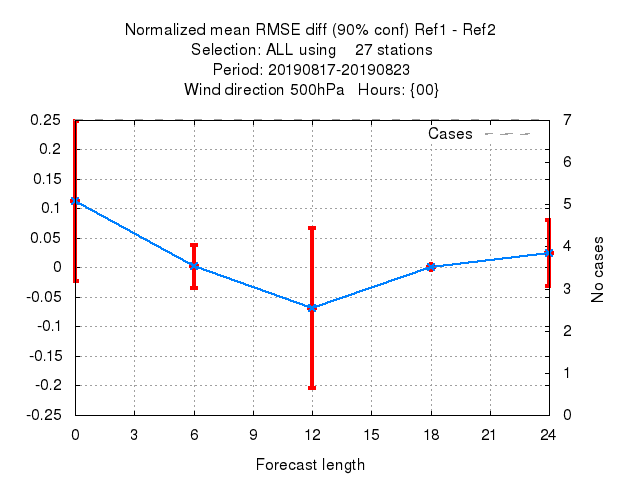 Normalized mean RMSE diff (90% conf) Ref1 - Ref2
Selection: ALL using    27 stations
Period: 20190817-20190823
Wind direction 500hPa   Hours: {00}
Cases
0.25
0.2
0.15
0.1
0.05
0
-0.05
-0.1
-0.15
-0.2
-0.25
7
6
5
4
3
2
1
0
No cases
0 3 6 9 12 15 18 21 24
Forecast length